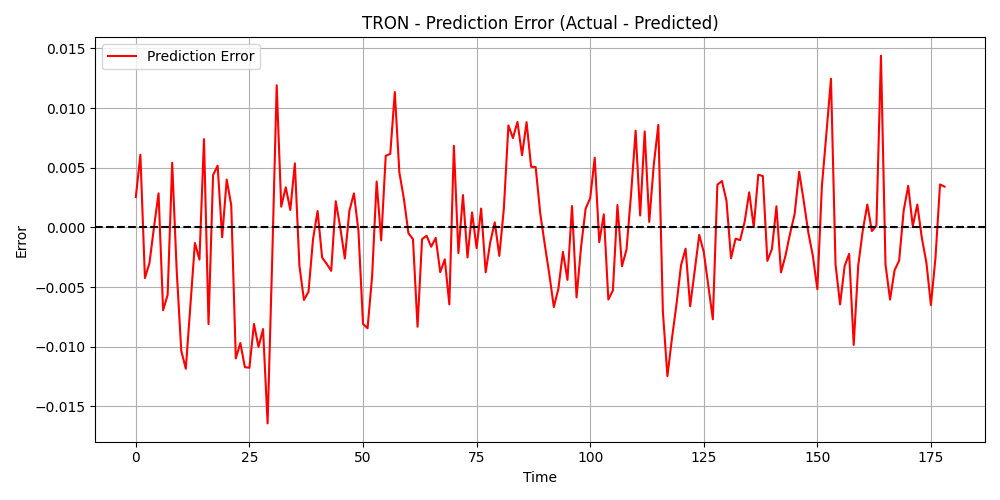 TRON - Prediction Error (Actual - Predicted)
Prediction Error
0.015
0.010
0.005
0.000
−0.005
−0.010
−0.015
Error
0 25 50 75 100 125 150 175
Time